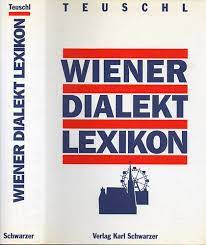 Teuschl
WIENER DIALEKT LEXIKON
Schwarzer
TEUSCHL
WIENER
DIALEKT
LEXIKON
Verlag Karl Schwarzer